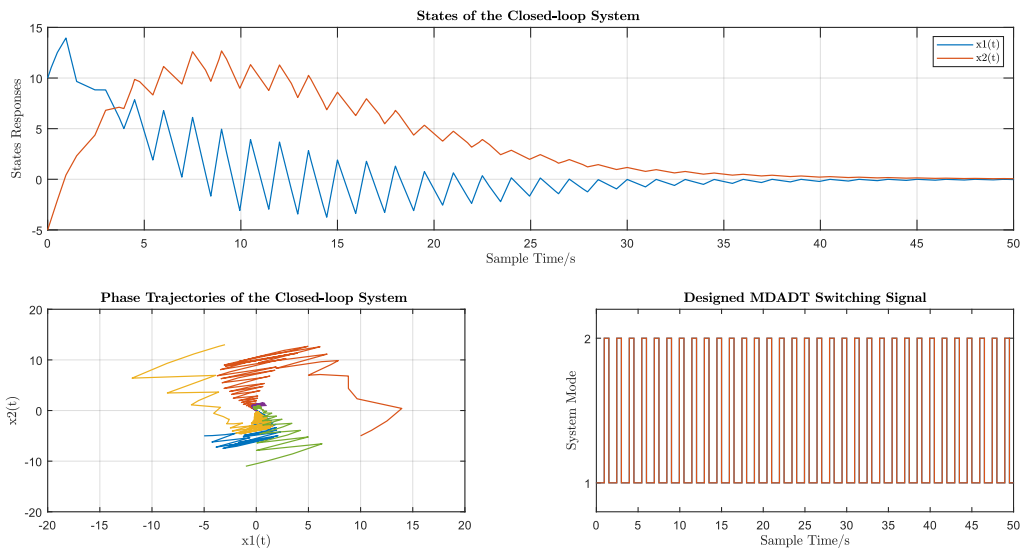 States of the Closed-loop System
States Responses
15
10
5
0
-5
x1(t)
x2(t)
0 5 10 15 20 25 30 35 40 45 50
Sample Time/s
Phase Trajectories of the Closed-loop System
x2(t)
20
10
0
-10
-20
-20 -15 -10 -5 0 5 10 15 20
x1(t)
Designed MDADT Switching Signal
System Mode
2
1
0 5 10 15 20 25 30 35 40 45 50
Sample Time/s